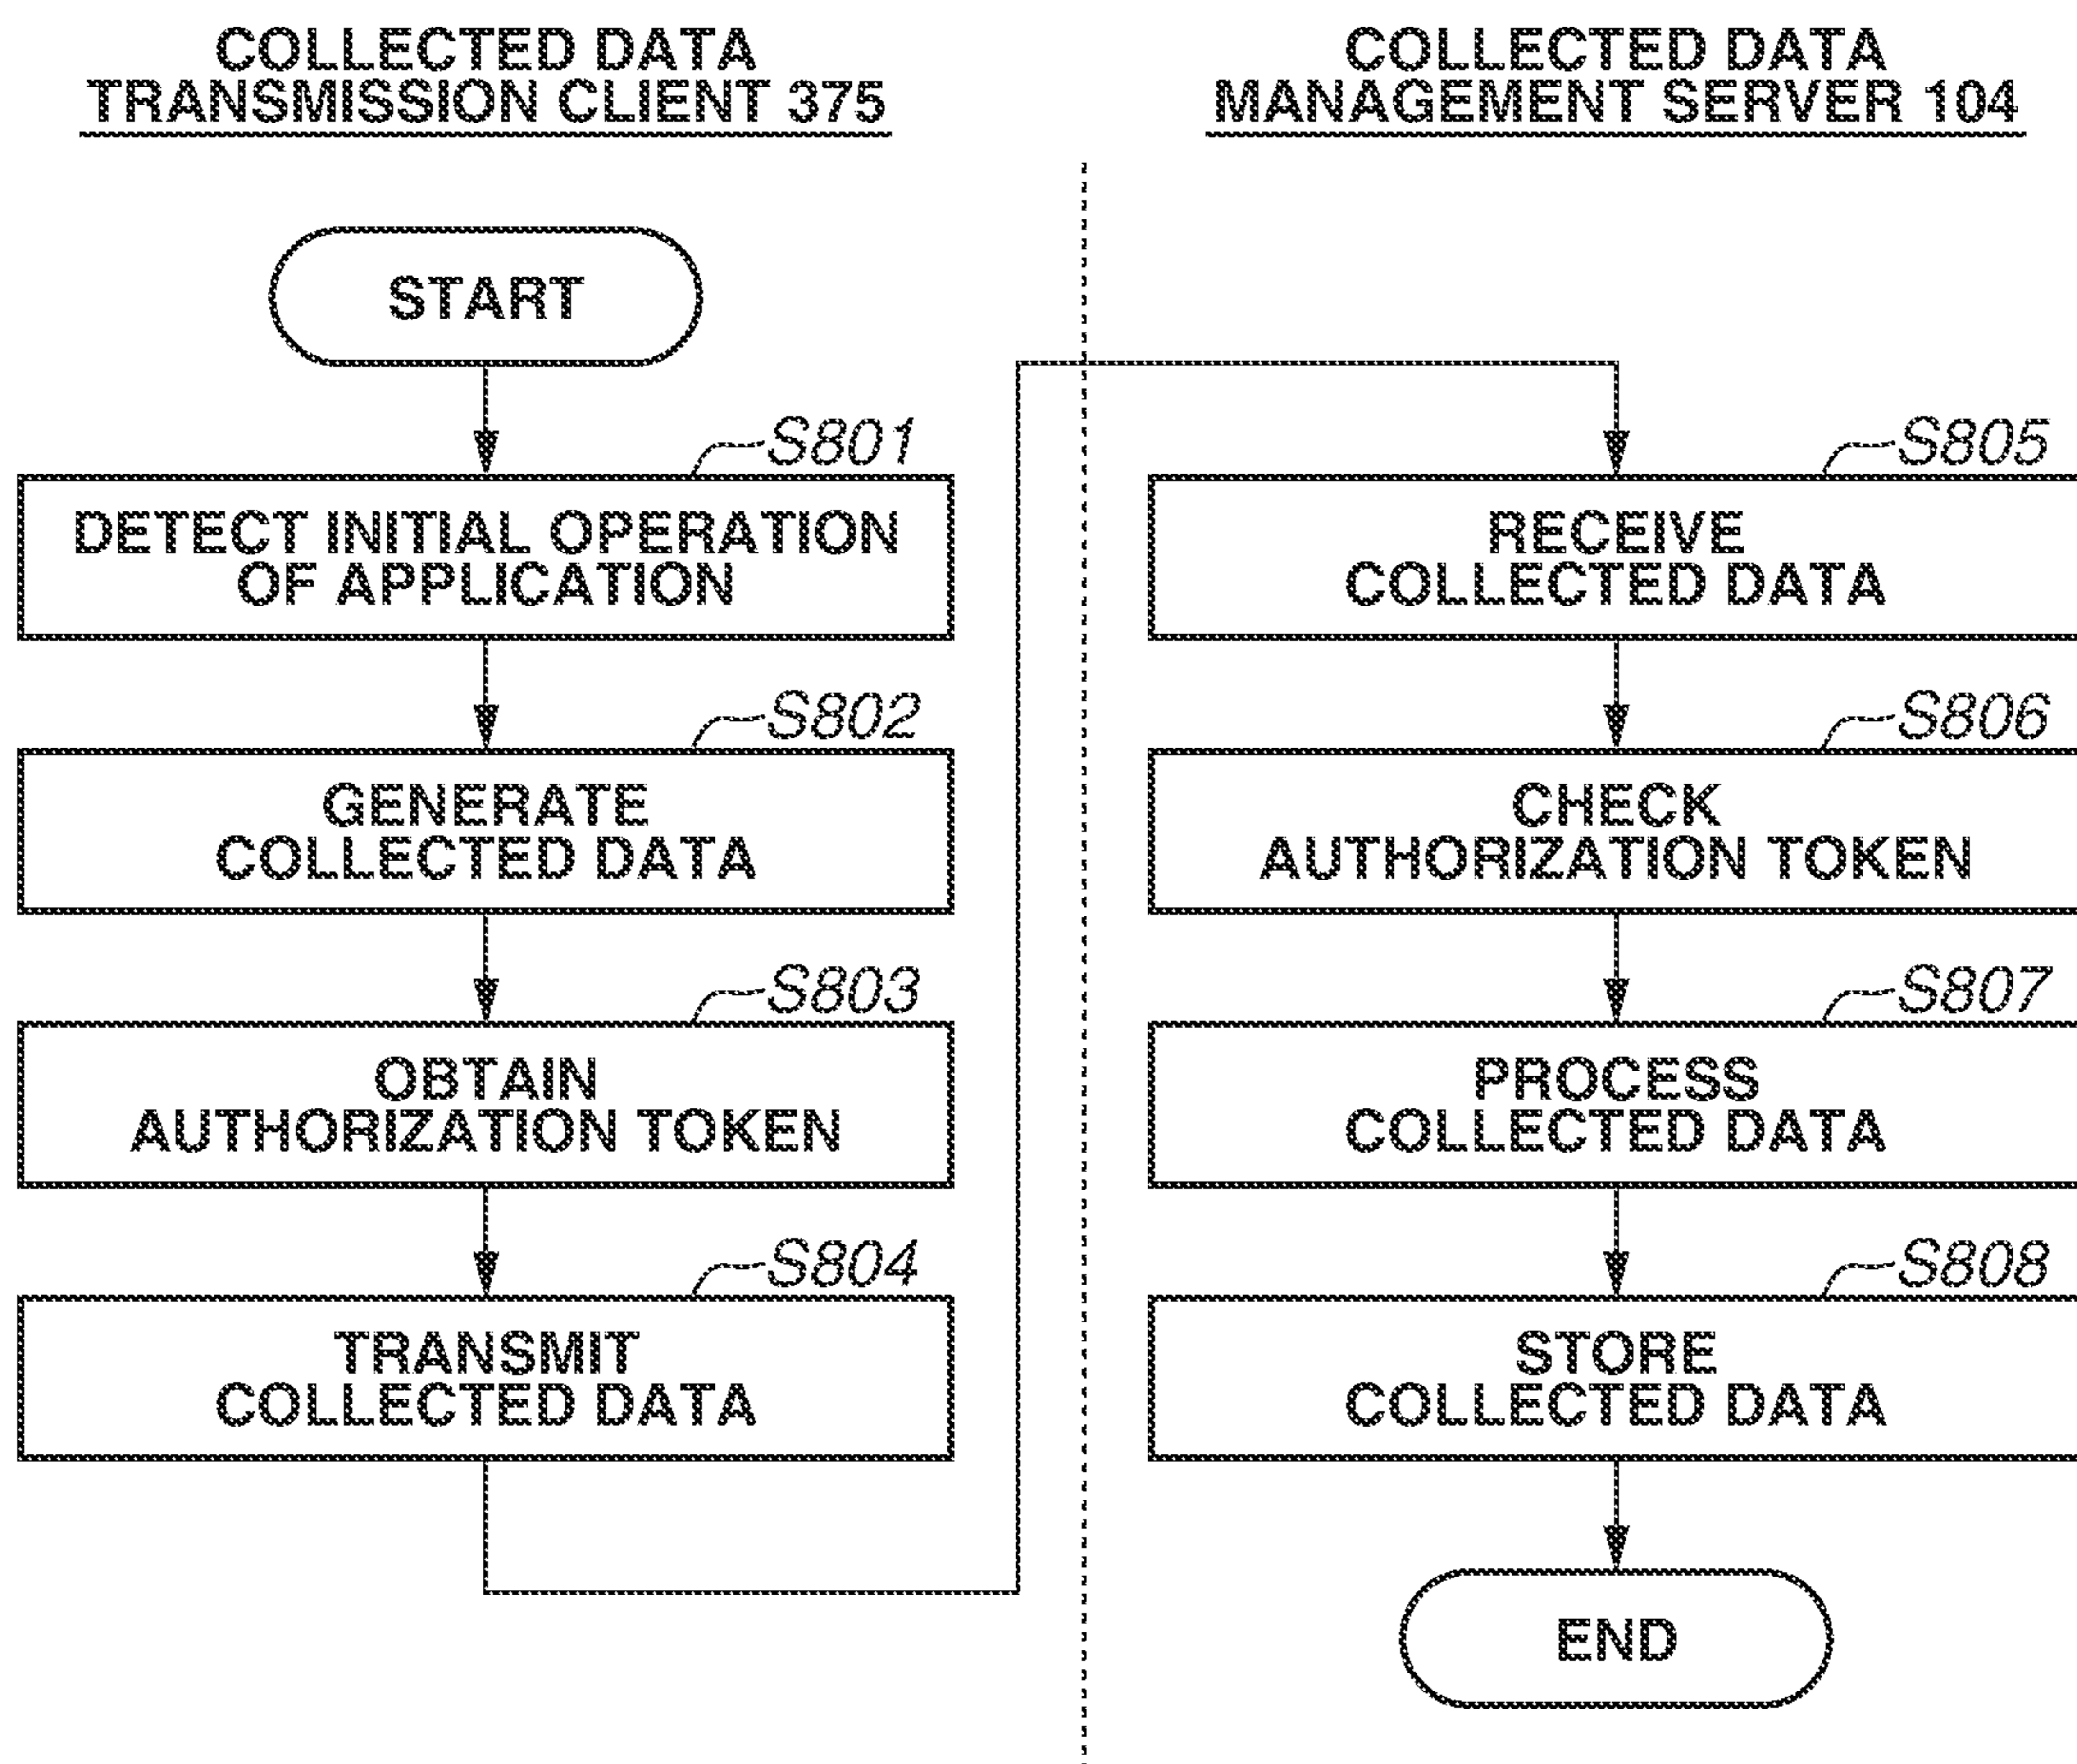 COLLECTED DATA
TRANSMISSION CLIENT 375
START
S801
DETECT INITIAL OPERATION
OF APPLICATION
S802
GENERATE
COLLECTED DATA
S803
OBTAIN
AUTHORIZATION TOKEN
S804
TRANSMIT
COLLECTED DATA
COLLECTED DATA
MANAGEMENT SERVER 104
S805
RECEIVE
COLLECTED DATA
S806
CHECK
AUTHORIZATION TOKEN
S807
PROCESS
COLLECTED DATA
S808
STORE
COLLECTED DATA
END